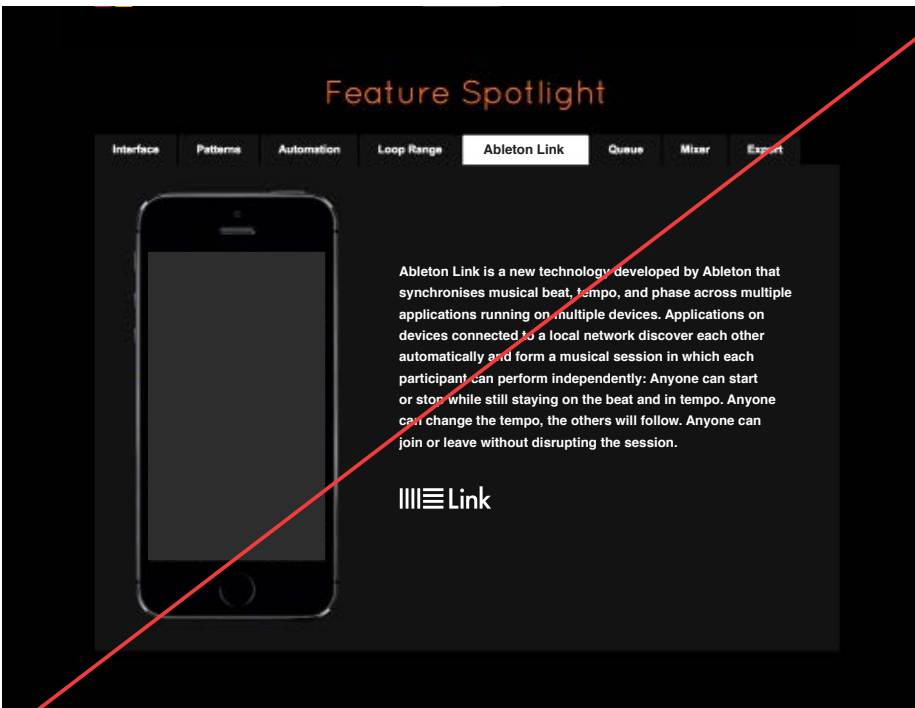 Feature Spotlight
Interface Patterns Automation Loop Range Ableton Link Queue Mixer Export
Ableton Link is a new technology developed by Ableton that
synchronises musical beat, tempo, and phase across multiple
applications running on multiple devices. Applications on
devices connected to a local network discover each other
automatically and form a musical session in which each
participant can perform independently: Anyone can start
or stop while still staying on the beat and in tempo. Anyone
can change the tempo, the others will follow. Anyone can
join or leave without disrupting the session.
Link